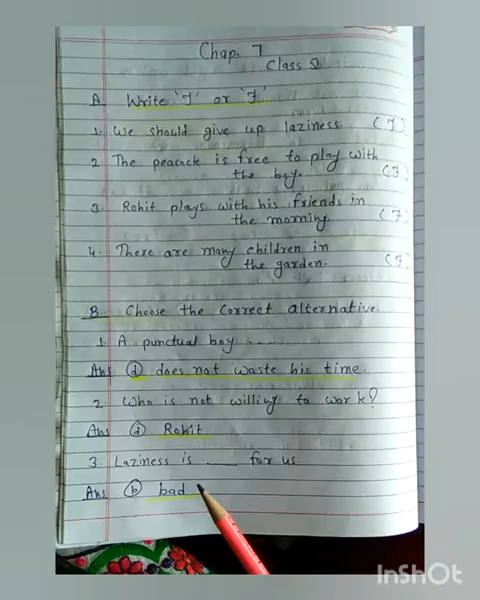 Chap. 7
Class 2
A Write 'T' or 'F'
1. We should give up laziness. (T)
2. The peacock is free to play with
the boy. (F)
3. Rohit plays with his friends in
the morning. (F)
4. There are many children in
the garden. (F)
B. Choose the correct alternative.
1. A punctual boy ----
Ans (d) does not waste his time.
2. Who is not willing to work?
Ans (d) Rohit
3. Laziness is ___ for us.
Ans (b) bad
InShOt